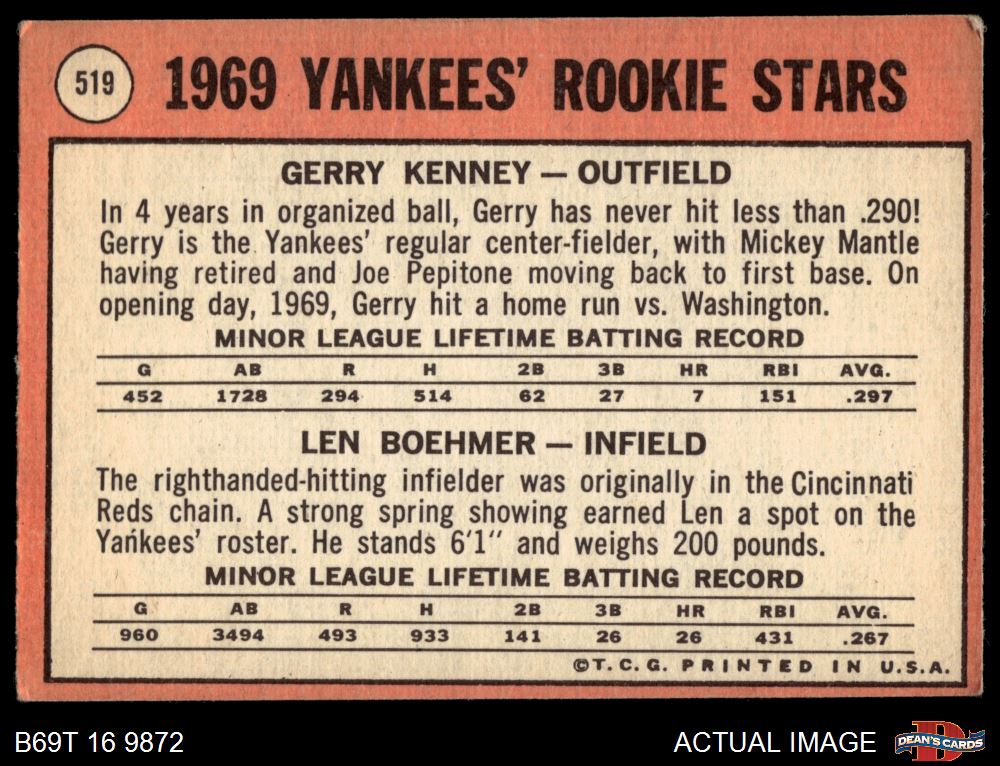 519 1969 YANKEES' ROOKIE STARS
GERRY KENNEY — OUTFIELD
In 4 years in organized ball, Gerry has never hit less than .290!
Gerry is the Yankees' regular center-fielder, with Mickey Mantle
having retired and Joe Pepitone moving back to first base. On
opening day, 1969, Gerry hit a home run vs. Washington.
MINOR LEAGUE LIFETIME BATTING RECORD
G AB R H 2B 3B HR RBI AVG.
452 1728 294 514 62 27 7 151 .297
LEN BOEHMER — INFIELD
The righthanded-hitting infielder was originally in the Cincinnati
Reds chain. A strong spring showing earned Len a spot on the
Yankees' roster. He stands 6'1" and weighs 200 pounds.
MINOR LEAGUE LIFETIME BATTING RECORD
G AB R H 2B 3B HR RBI AVG.
960 3494 493 933 141 26 26 431 .267
©T.C.G. PRINTED IN U.S.A.
B69T 16 9872 ACTUAL IMAGE D DEAN'S CARDS